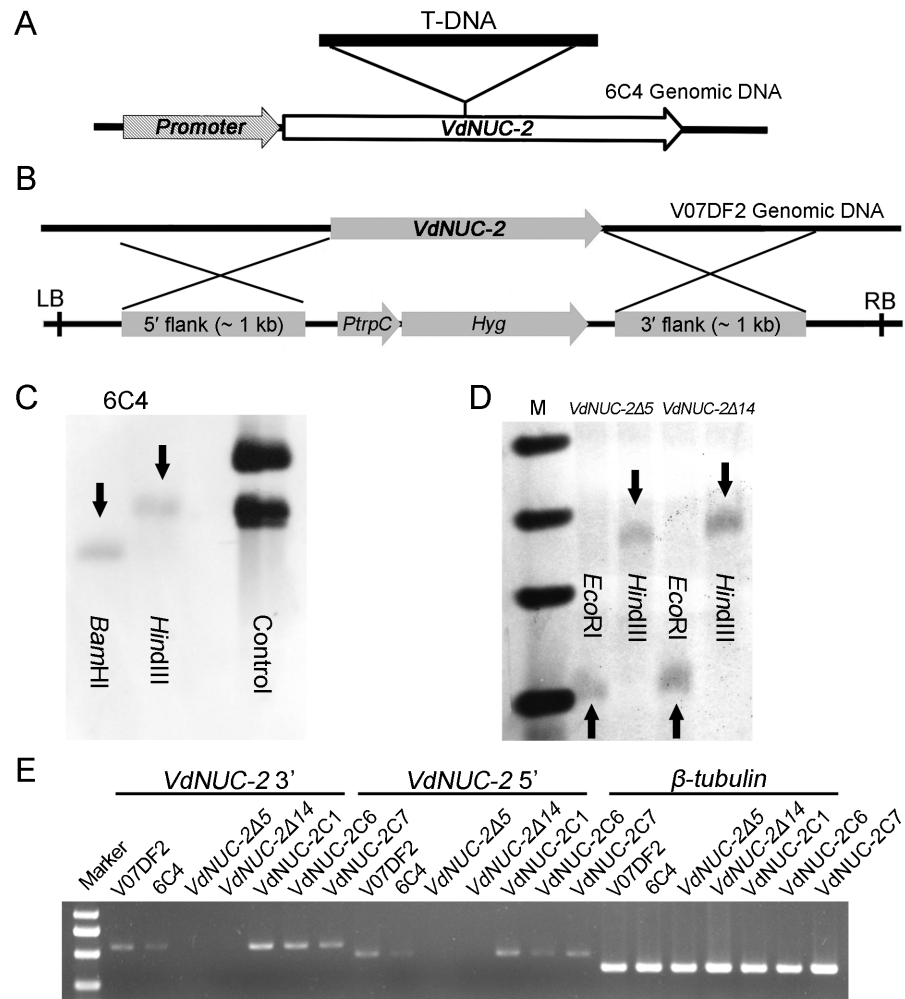 A
T-DNA
6C4 Genomic DNA
Promoter
VdNUC-2
B
V07DF2 Genomic DNA
VdNUC-2
LB
RB
5′ flank (~ 1 kb)
PtrpC
Hyg
3′ flank (~ 1 kb)
C
6C4
BamHI
HindIII
Control
D
M
VdNUC-2Δ5
VdNUC-2Δ14
EcoRI
HindIII
EcoRI
HindIII
E
VdNUC-2 3’
VdNUC-2 5’
β-tubulin
Marker
V07DF2
6C4
VdNUC-2Δ5
VdNUC-2Δ14
VdNUC-2C1
VdNUC-2C6
VdNUC-2C7
V07DF2
6C4
VdNUC-2Δ5
VdNUC-2Δ14
VdNUC-2C1
VdNUC-2C6
VdNUC-2C7
V07DF2
6C4
VdNUC-2Δ5
VdNUC-2Δ14
VdNUC-2C1
VdNUC-2C6
VdNUC-2C7